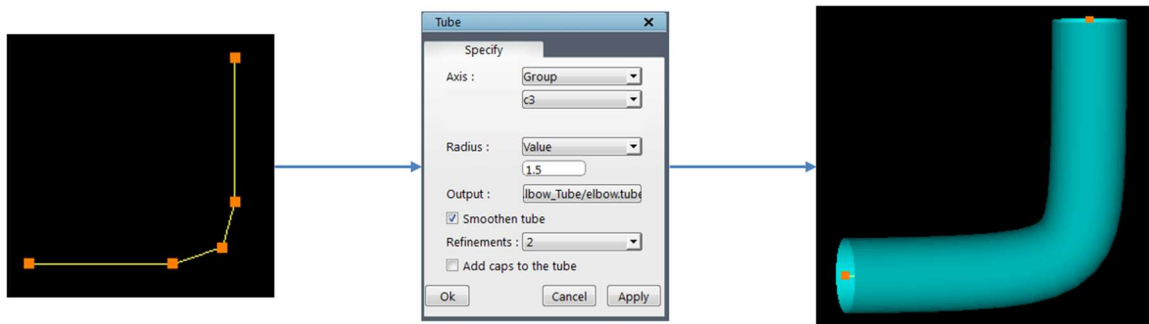 Tube
Specify
Axis : Group
c3
Radius : Value
1.5
Output : lbow_Tube/elbow.tube
Smoothen tube
Refinements : 2
Add caps to the tube
Ok Cancel Apply